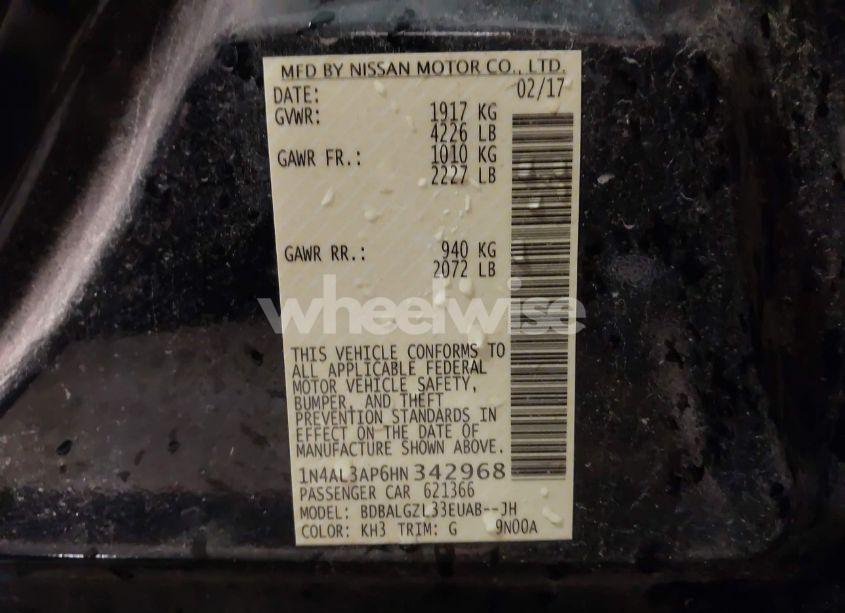 MFD BY NISSAN MOTOR CO., LTD.
DATE: 02/17
GVWR: 1917 KG
4226 LB
GAWR FR.: 1010 KG
2227 LB
GAWR RR.: 940 KG
2072 LB
wheelwise
THIS VEHICLE CONFORMS TO
ALL APPLICABLE FEDERAL
MOTOR VEHICLE SAFETY,
BUMPER, AND THEFT
PREVENTION STANDARDS IN
EFFECT ON THE DATE OF
MANUFACTURE SHOWN ABOVE.
1N4AL3AP6HN342968
PASSENGER CAR 621366
MODEL: BDBALGZL33EUAB--JH
COLOR: KH3 TRIM: G 9N00A